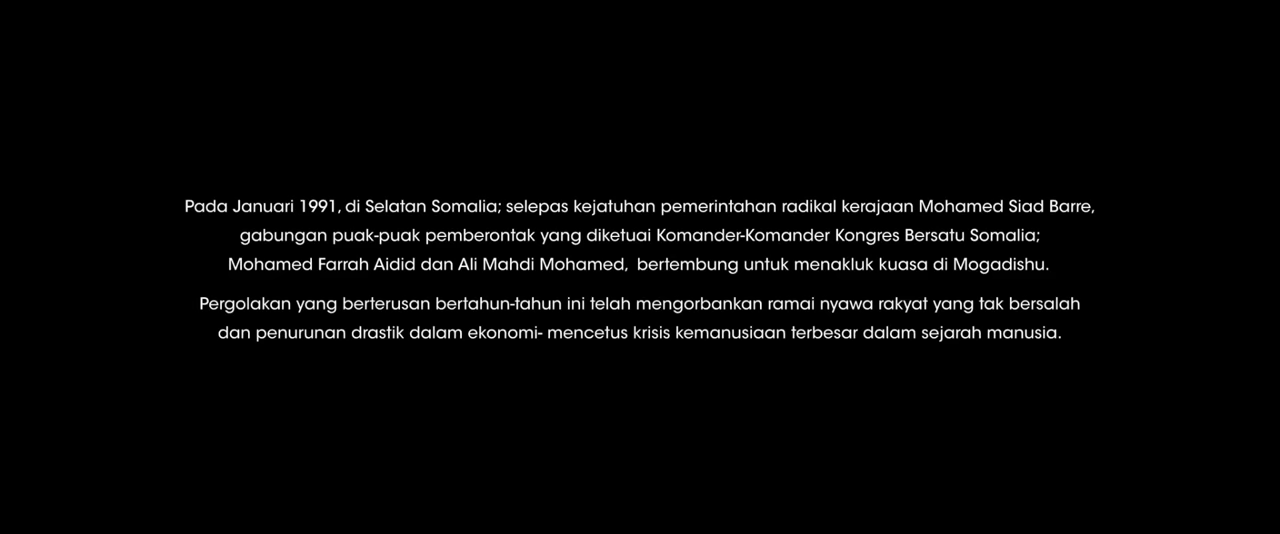 Pada Januari 1991, di Selatan Somalia; selepas kejatuhan pemerintahan radikal kerajaan Mohamed Siad Barre,
gabungan puak-puak pemberontak yang diketuai Komander-Komander Kongres Bersatu Somalia;
Mohamed Farrah Aidid dan Ali Mahdi Mohamed, bertembung untuk menakluk kuasa di Mogadishu.
Pergolakan yang berterusan bertahun-tahun ini telah mengorbankan ramai nyawa rakyat yang tak bersalah
dan penurunan drastik dalam ekonomi- mencetus krisis kemanusiaan terbesar dalam sejarah manusia.